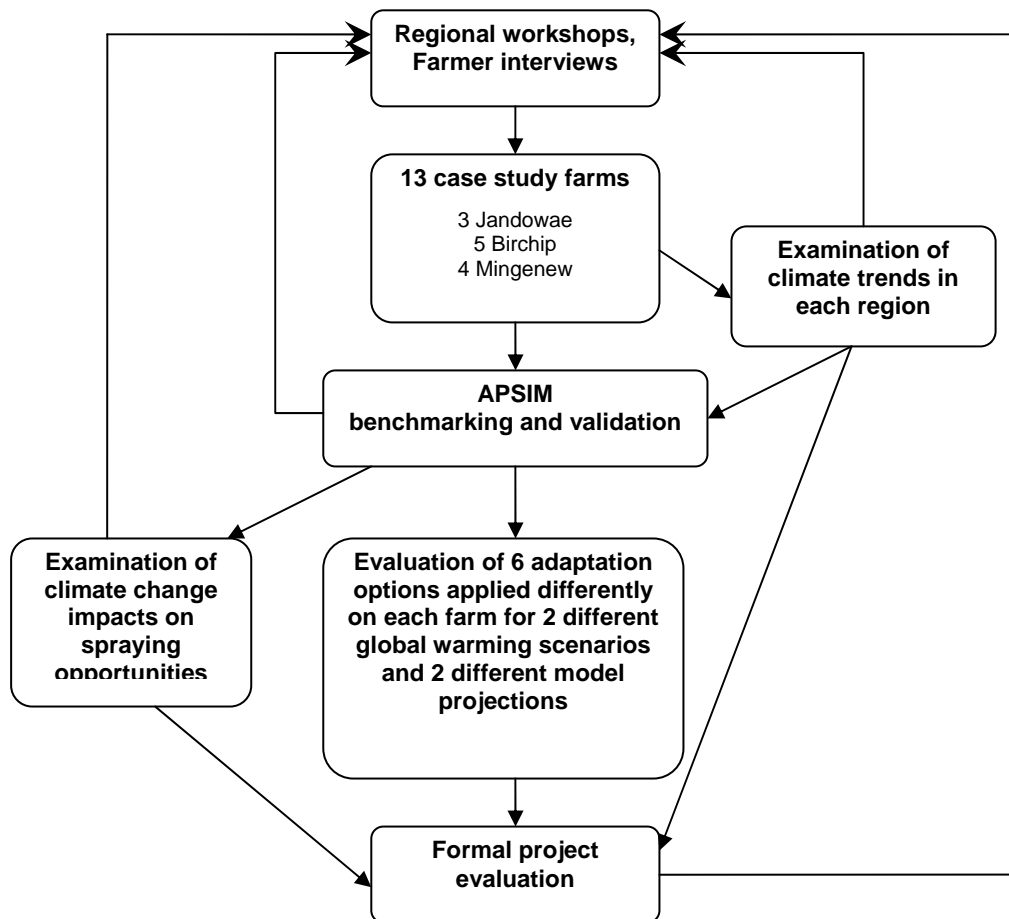 Regional workshops,
Farmer interviews
13 case study farms
3 Jandowae
5 Birchip
4 Mingenew
Examination of
climate trends in
each region
APSIM
benchmarking and validation
Examination of
climate change
impacts on
spraying
opportunities
Evaluation of 6 adaptation
options applied differently
on each farm for 2 different
global warming scenarios
and 2 different model
projections
Formal project
evaluation